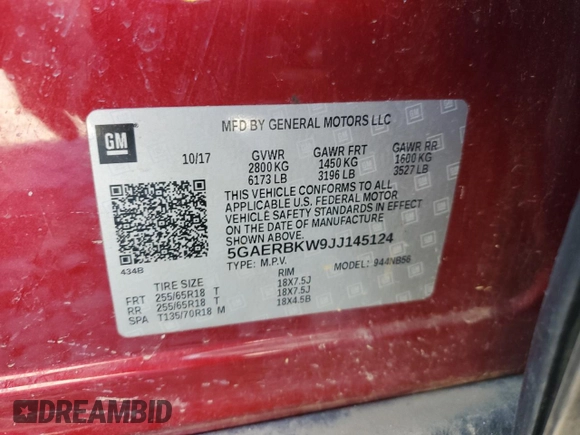 GM
MFD BY GENERAL MOTORS LLC
10/17 GVWR GAWR FRT GAWR RR
2800 KG 1450 KG 1600 KG
6173 LB 3196 LB 3527 LB
THIS VEHICLE CONFORMS TO ALL
APPLICABLE U.S. FEDERAL MOTOR
VEHICLE SAFETY STANDARDS IN EFFECT
ON THE DATE OF MANUFACTURE
SHOWN ABOVE
5GAERBKW9JJ145124
434B
TYPE: M.P.V. MODEL: 944NB56
TIRE SIZE RIM
FRT 255/65R18 T 18X7.5J
RR 255/65R18 T 18X7.5J
SPA T135/70R18 M 18X4.5B
DREAMBID